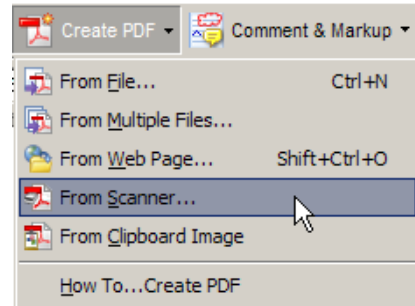 Create PDF Comment & Markup
From File... Ctrl+N
From Multiple Files...
From Web Page... Shift+Ctrl+O
From Scanner...
From Clipboard Image
How To...Create PDF